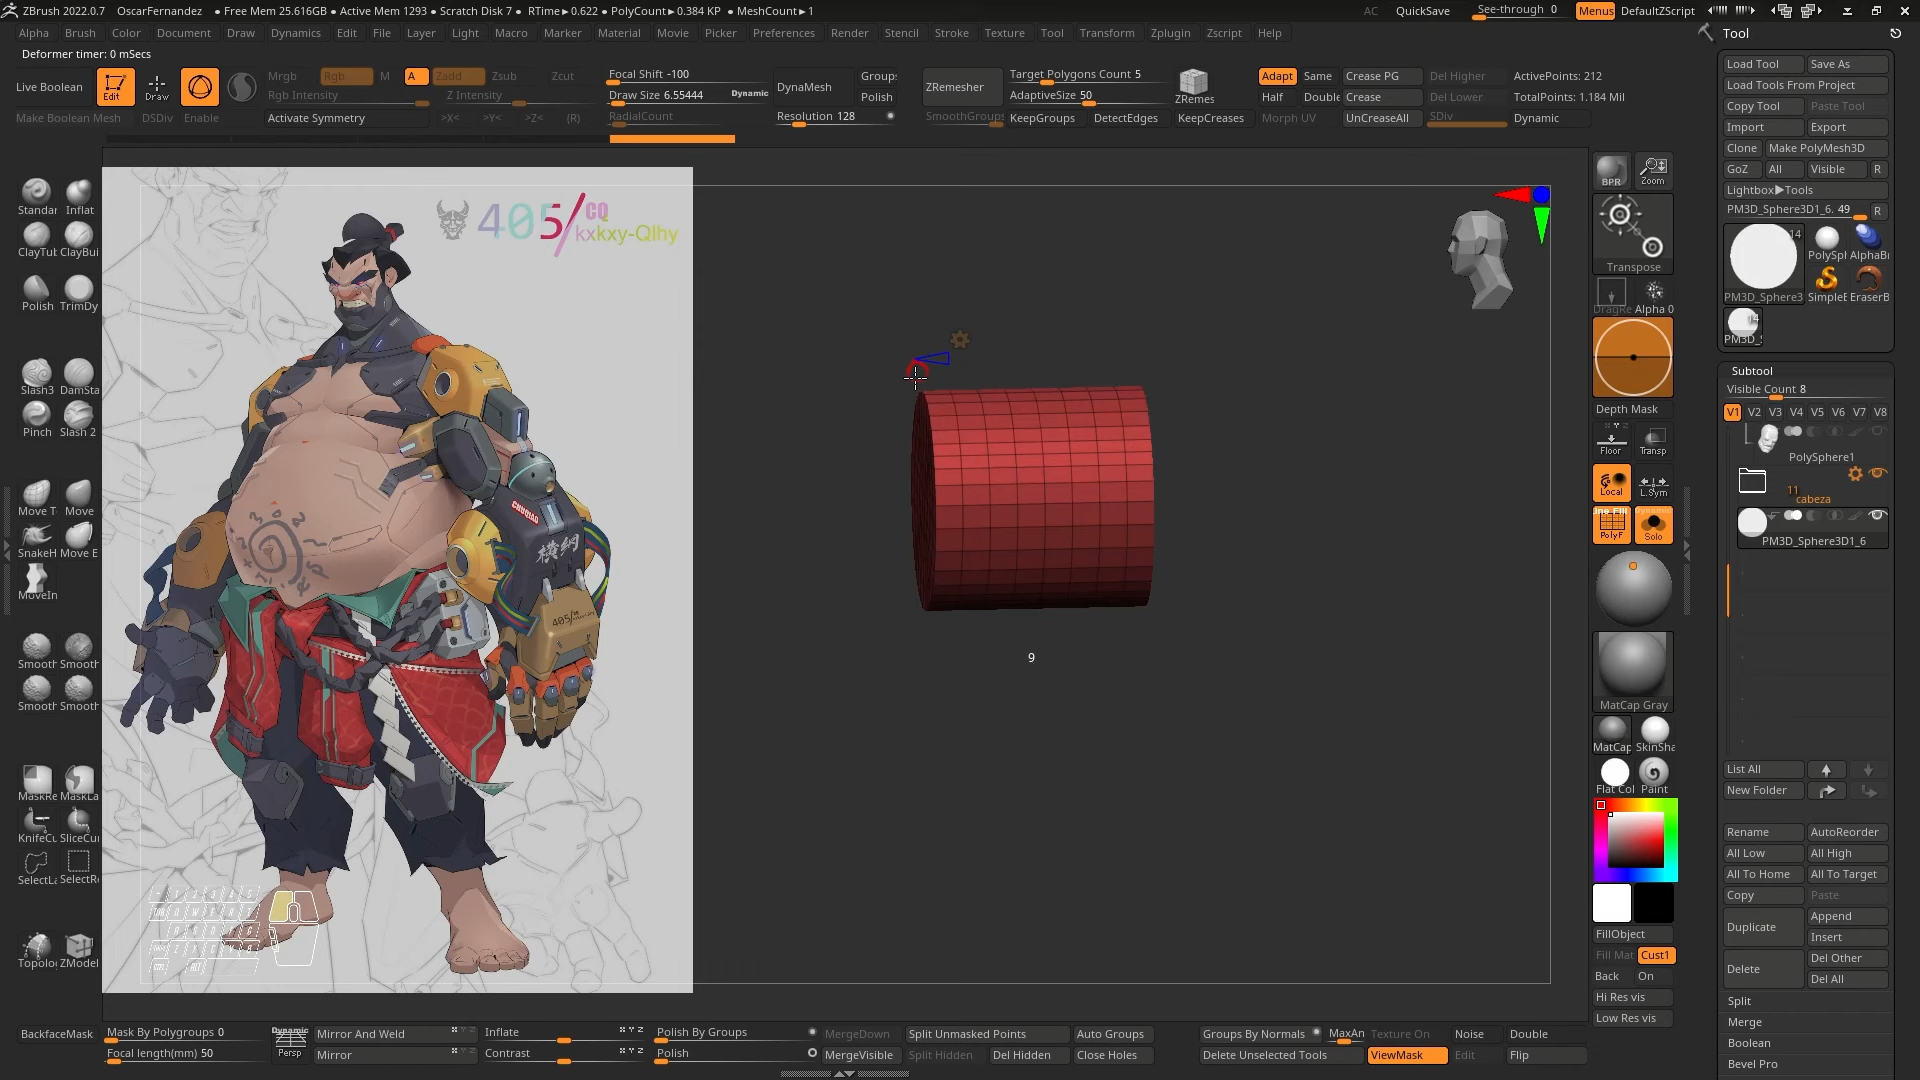 ZBrush 2022.0.7 OscarFernandez • Free Mem 25.616GB • Active Mem 1293 • Scratch Disk 7 • RTime▸0.622 • PolyCount▸0.384 KP • MeshCount▸1
AC QuickSave See-through 0 Menus DefaultZScript
Alpha Brush Color Document Draw Dynamics Edit File Layer Light Macro Marker Material Movie Picker Preferences Render Stencil Stroke Texture Tool Transform Zplugin Zscript Help
Tool
Deformer timer: 0 mSecs
Load Tool Save As
Load Tools From Project
Copy Tool Paste Tool
Import Export
Clone Make PolyMesh3D
GoZ All Visible R
Lightbox▸Tools
PM3D_Sphere3D1_6. 49 R
Live Boolean Edit Draw Mrgb Rgb M A Zadd Zsub Zcut
Rgb Intensity Z Intensity
Make Boolean Mesh DSDiv Enable Activate Symmetry >X< >Y< >Z< (R)
Focal Shift -100
Draw Size 6.55444 Dynamic
RadialCount
DynaMesh Groups Polish
Resolution 128
ZRemesher Target Polygons Count 5
AdaptiveSize 50
SmoothGroups KeepGroups DetectEdges KeepCreases
ZRemes
Adapt Same
Half Double
Morph UV
Crease PG
Crease
UnCreaseAll
Del Higher
Del Lower
SDiv
ActivePoints: 212
TotalPoints: 1.184 Mil
Dynamic
Standar Inflat
ClayTul ClayBui
Polish TrimDy
Slash3 DamSta
Pinch Slash 2
Move T Move
SnakeH Move E
MoveIn
Smooth Smooth
Smooth Smooth
MaskRe MaskLa
KnifeCu SliceCu
SelectLa SelectRe
Topolo ZModel
405/CQ
kxkxy-Qlhy
CHUQIAO
横綱
405/
9
BPR Zoom
Transpose
DragRe Alpha 0
Depth Mask
Floor Transp
Local L.Sym
Line Fill
PolyF
Dynamic
Solo
MatCap Gray
MatCap SkinSha
Flat Col Paint
FillObject
Fill Mat Cust1
Back On
Hi Res vis
Low Res vis
14
PM3D_Sphere3 PolySpl AlphaB
SimpleE EraserB
14
PM3D_S
Subtool
Visible Count 8
V1 V2 V3 V4 V5 V6 V7 V8
PolySphere1
11
cabeza
PM3D_Sphere3D1_6
List All
New Folder
Rename AutoReorder
All Low All High
All To Home All To Target
Copy Paste
Duplicate Append
Insert
Delete Del Other
Del All
Split
Merge
Boolean
Bevel Pro
BackfaceMask
Mask By Polygroups 0
Focal length(mm) 50
Dynamic
Persp
Mirror And Weld
Mirror
Inflate
Contrast
Polish By Groups
Polish
MergeDown
MergeVisible
Split Unmasked Points
Split Hidden Del Hidden
Auto Groups
Close Holes
Groups By Normals MaxAn Texture On Noise Double
Delete Unselected Tools ViewMask Edit Flip